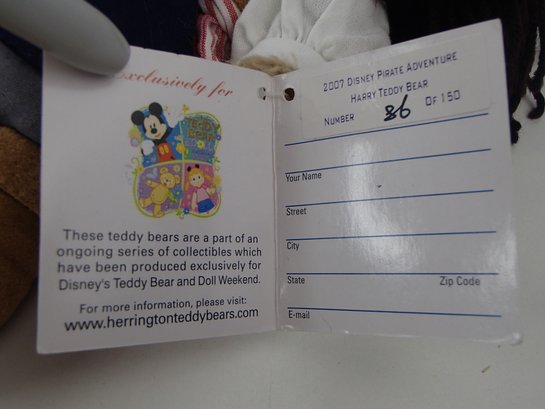 exclusively for
These teddy bears are a part of an
ongoing series of collectibles which
have been produced exclusively for
Disney's Teddy Bear and Doll Weekend.
For more information, please visit:
www.herringtonteddybears.com
2007 DISNEY PIRATE ADVENTURE
HARRY TEDDY BEAR
NUMBER 86 OF 150
Your Name
Street
City
State Zip Code
E-mail